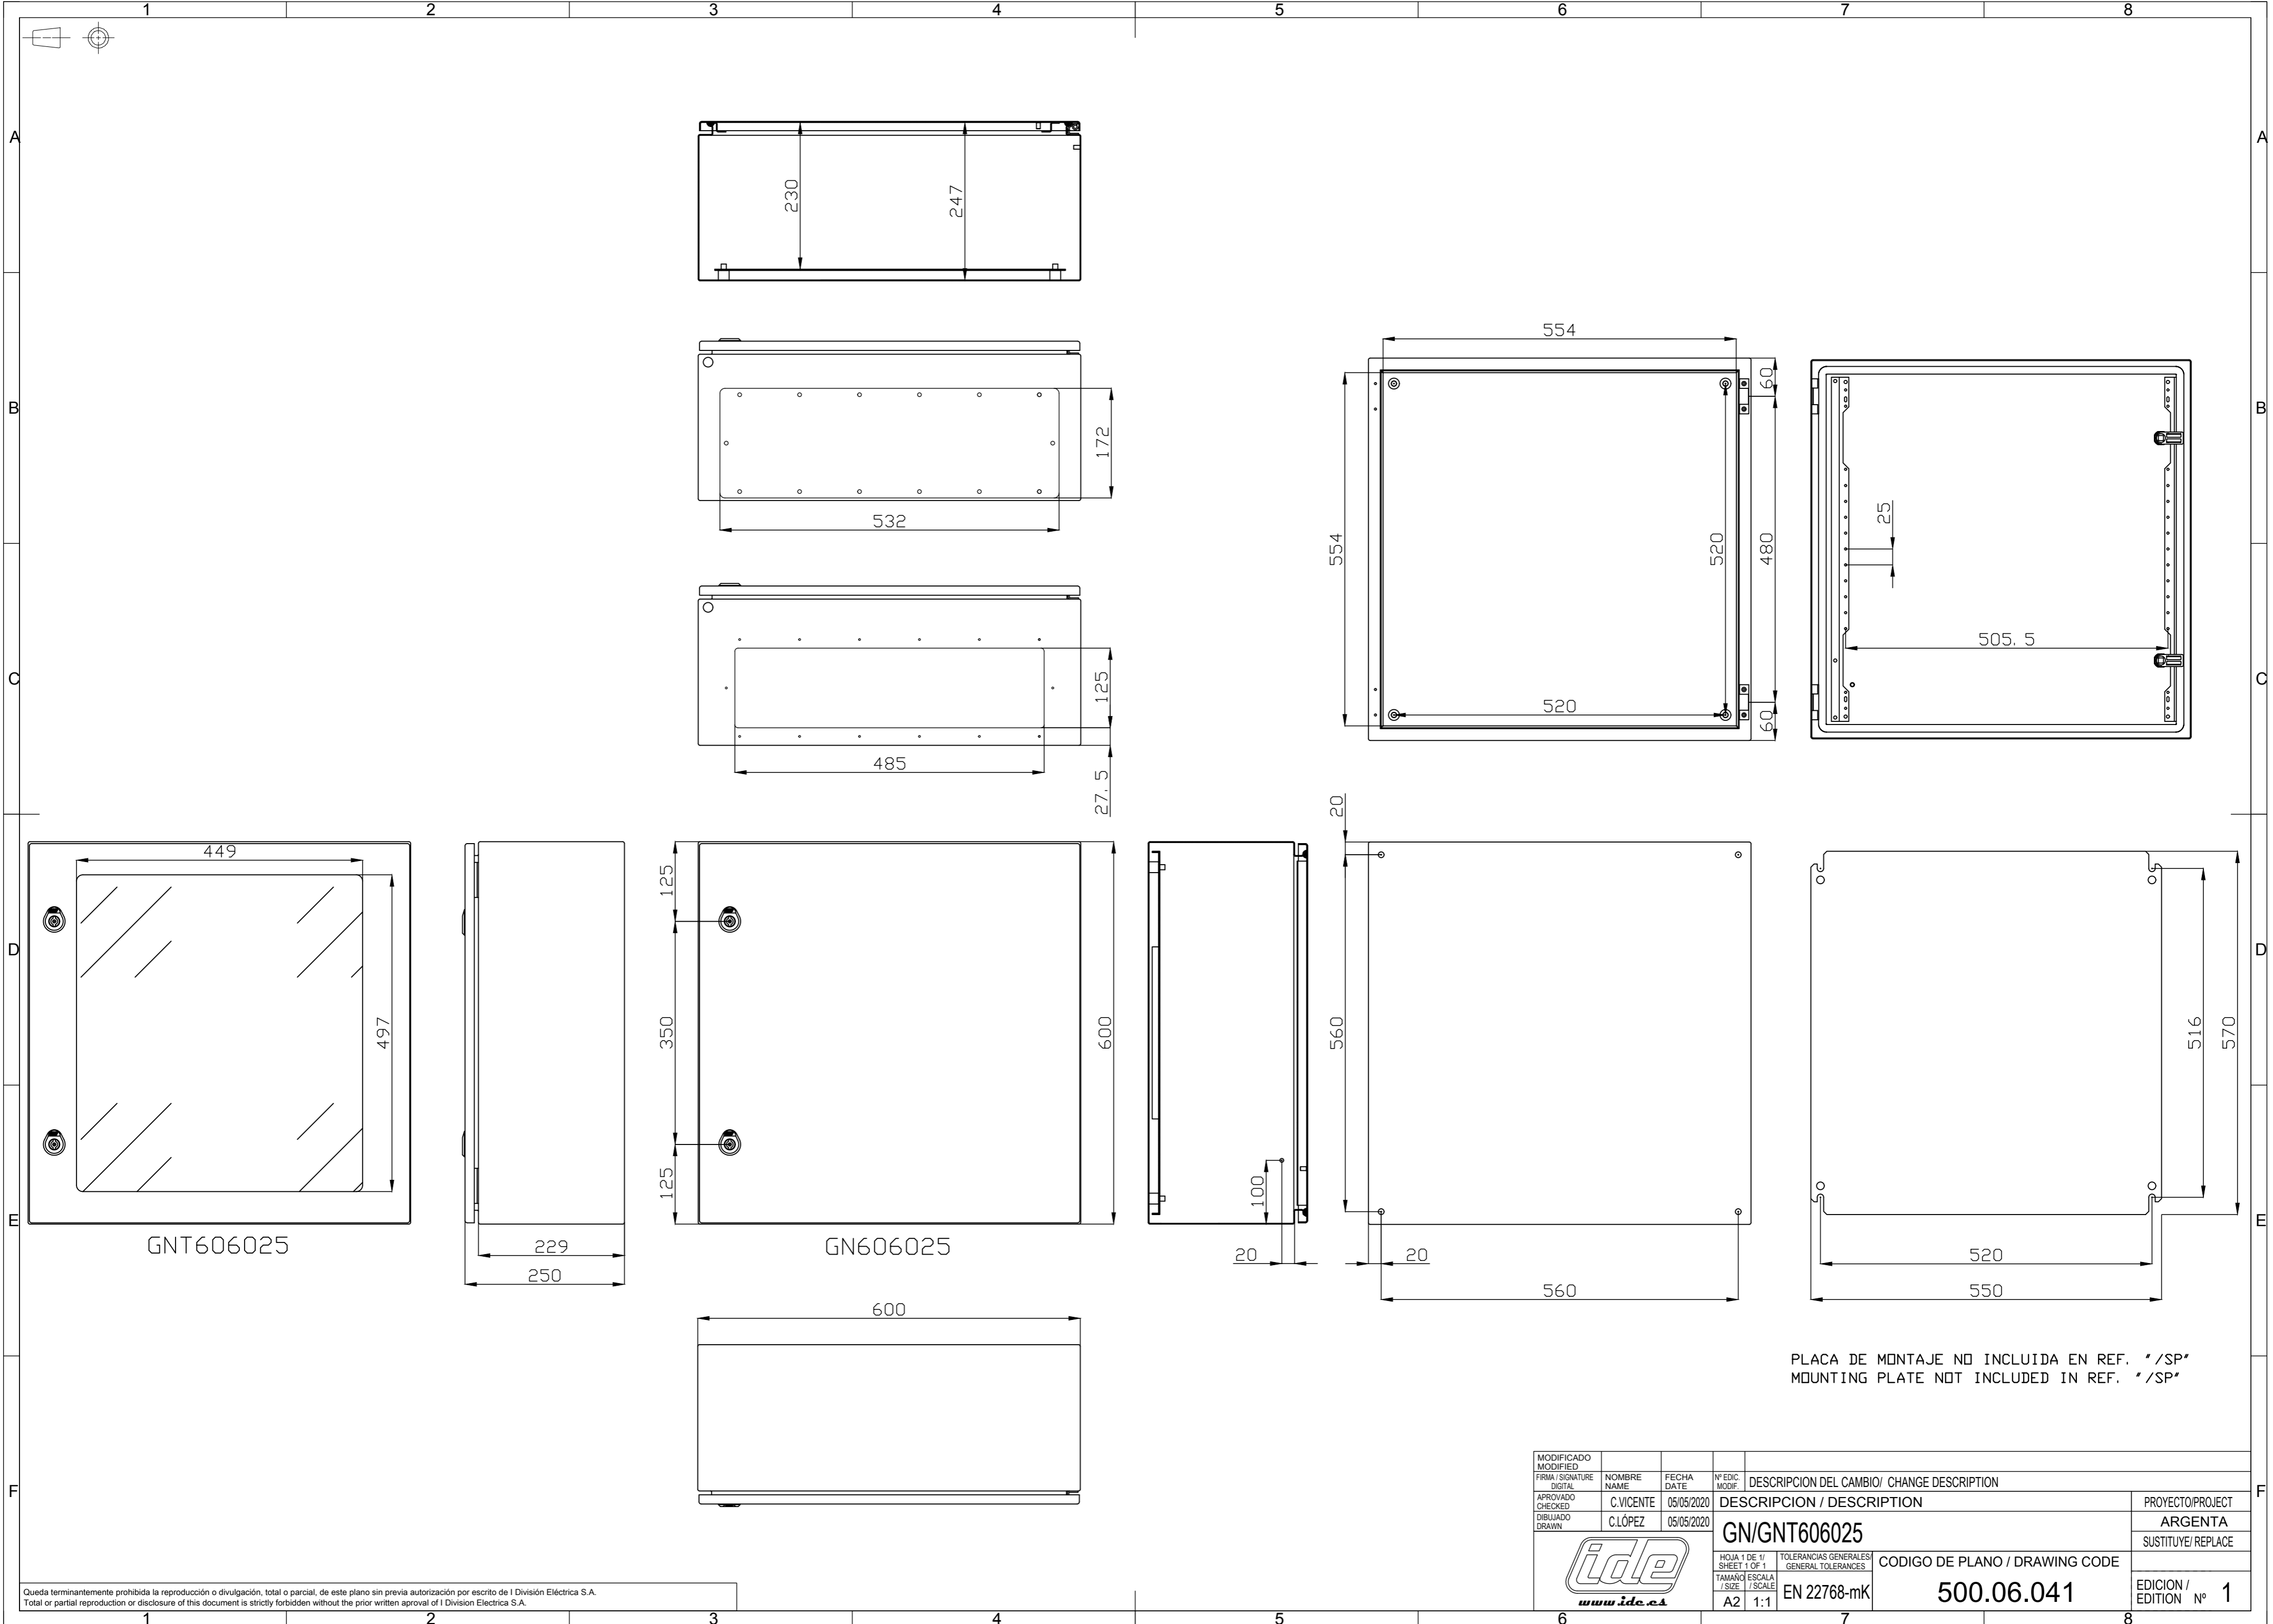 1 2 3 4 5 6 7 8
A A
230 247
B B
172
532
554
60
554
520
480
520
60
25
505.5
C C
125
485
27.5
D D
449
497
GNT606025
229
250
125
350
125
600
GN606025
100
20
20
560
20
560
516
570
520
550
E E
600
PLACA DE MONTAJE NO INCLUIDA EN REF. "/SP"
MOUNTING PLATE NOT INCLUDED IN REF. "/SP"
F F
MODIFICADO
MODIFIED
FIRMA / SIGNATURE
DIGITAL
NOMBRE
NAME
FECHA
DATE
Nº EDIC.
MODIF.
DESCRIPCION DEL CAMBIO/ CHANGE DESCRIPTION
APROVADO
CHECKED
C.VICENTE 05/05/2020
DIBUJADO
DRAWN
C.LÓPEZ 05/05/2020
DESCRIPCION / DESCRIPTION
GN/GNT606025
PROYECTO/PROJECT
ARGENTA
SUSTITUYE/ REPLACE
ide
www.ide.es
HOJA 1 DE 1/
SHEET 1 OF 1
TOLERANCIAS GENERALES/
GENERAL TOLERANCES
CODIGO DE PLANO / DRAWING CODE
TAMAÑO
/ SIZE
ESCALA
/ SCALE
A2 1:1
EN 22768-mK
500.06.041
EDICION /
EDITION Nº 1
Queda terminantemente prohibida la reproducción o divulgación, total o parcial, de este plano sin previa autorización por escrito de I División Eléctrica S.A.
Total or partial reproduction or disclosure of this document is strictly forbidden without the prior written aproval of I Division Electrica S.A.
1 2 3 4 5 6 7 8